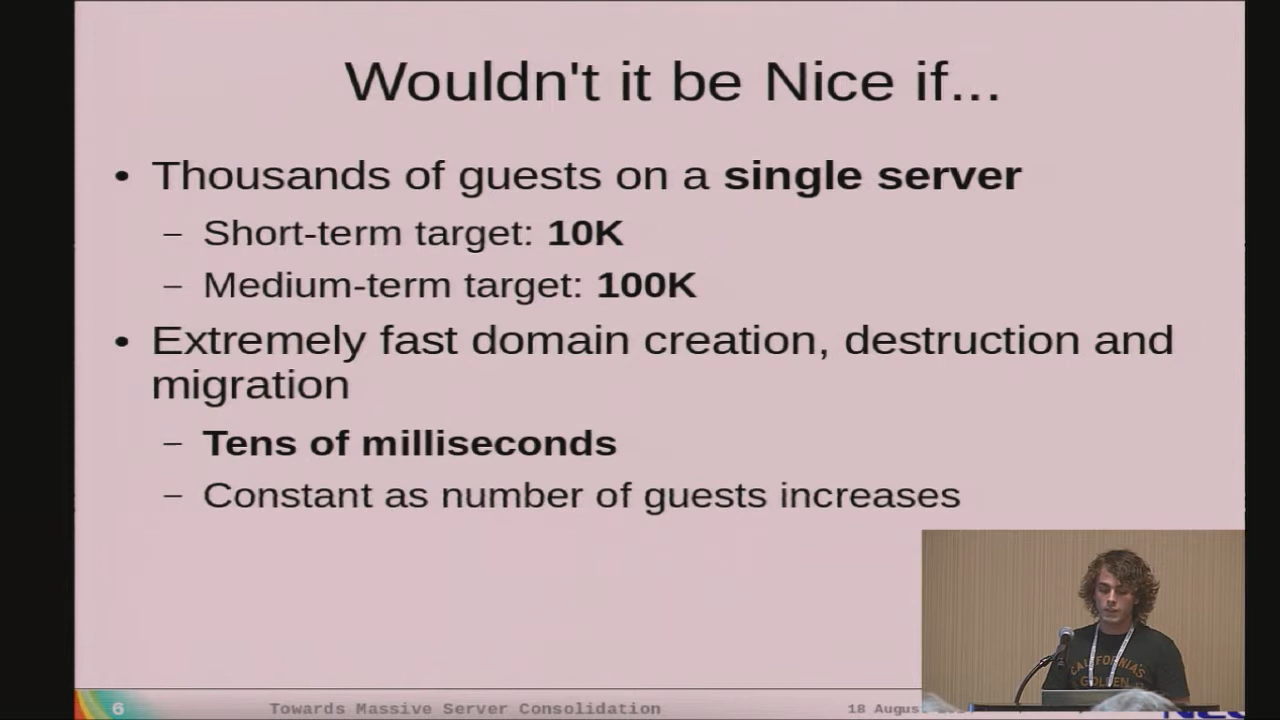 Wouldn't it be Nice if...
• Thousands of guests on a single server
– Short-term target: 10K
– Medium-term target: 100K
• Extremely fast domain creation, destruction and
migration
– Tens of milliseconds
– Constant as number of guests increases
CALIFORNIA'S
GOLDEN
6 Towards Massive Server Consolidation 18 August